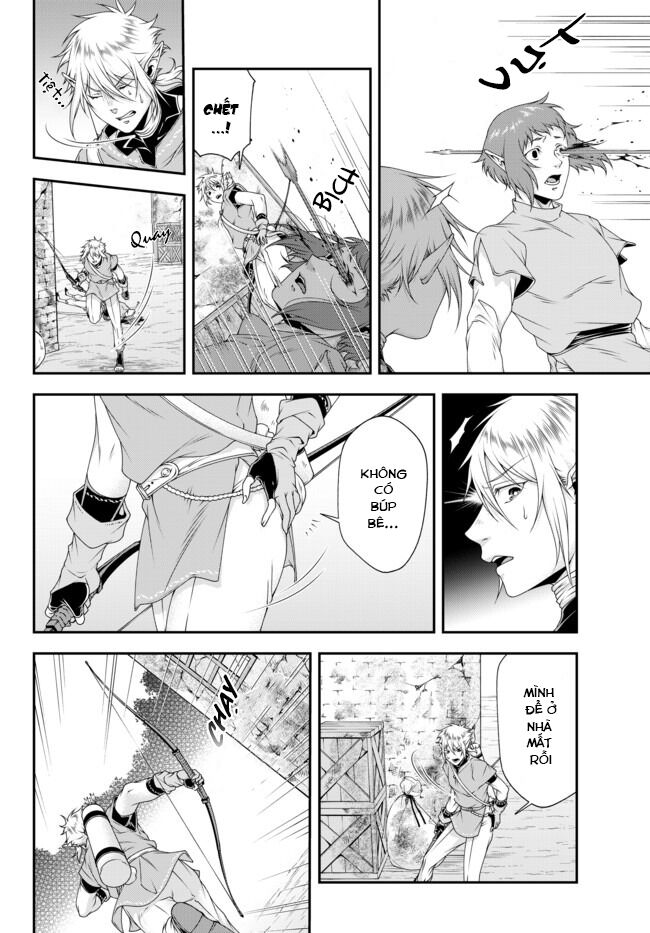 VỤT
CHẾT
...!
BỊCH
TIỆT...
Quay
KHÔNG
CÓ
BÚP
BÊ...
MÌNH
ĐỂ Ở
NHÀ
MẤT
RỒI
CHẠY